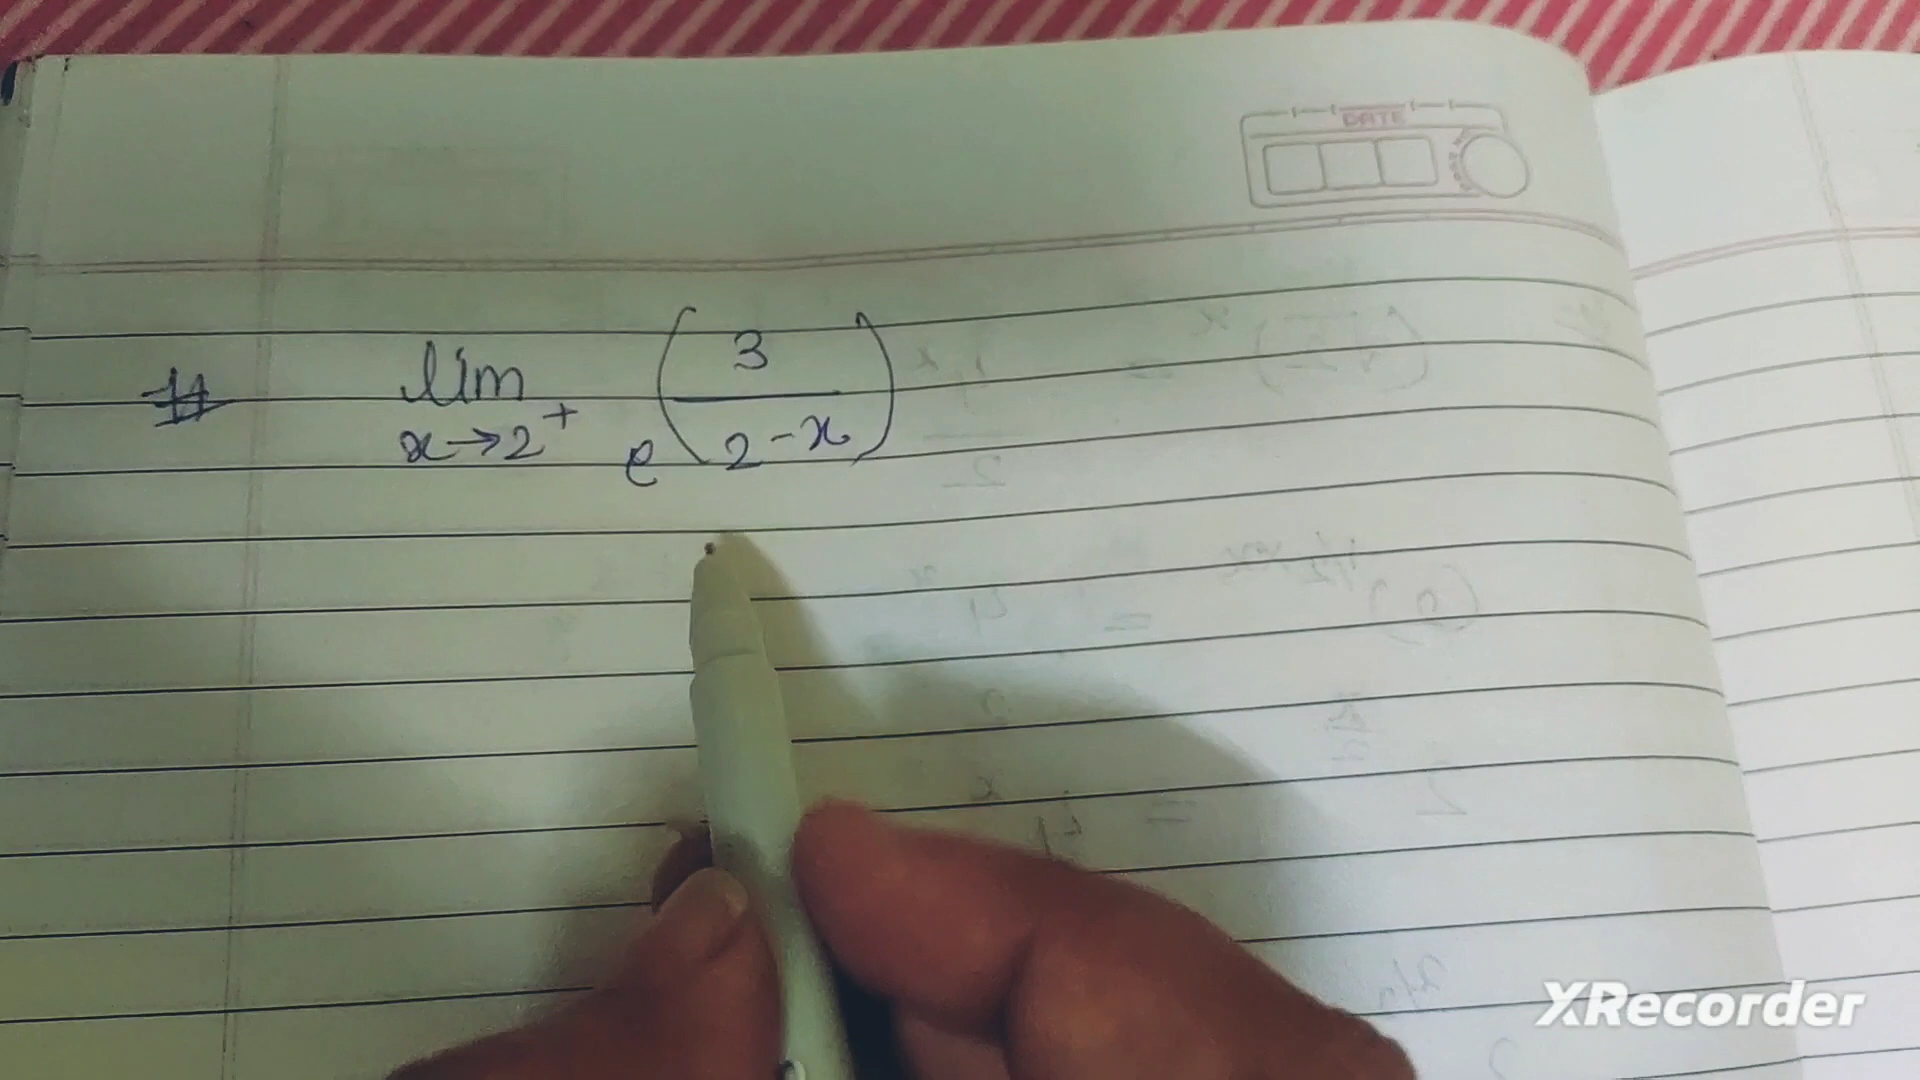 DATE
# lim e^(3/(2-x))
x→2⁺
XRecorder